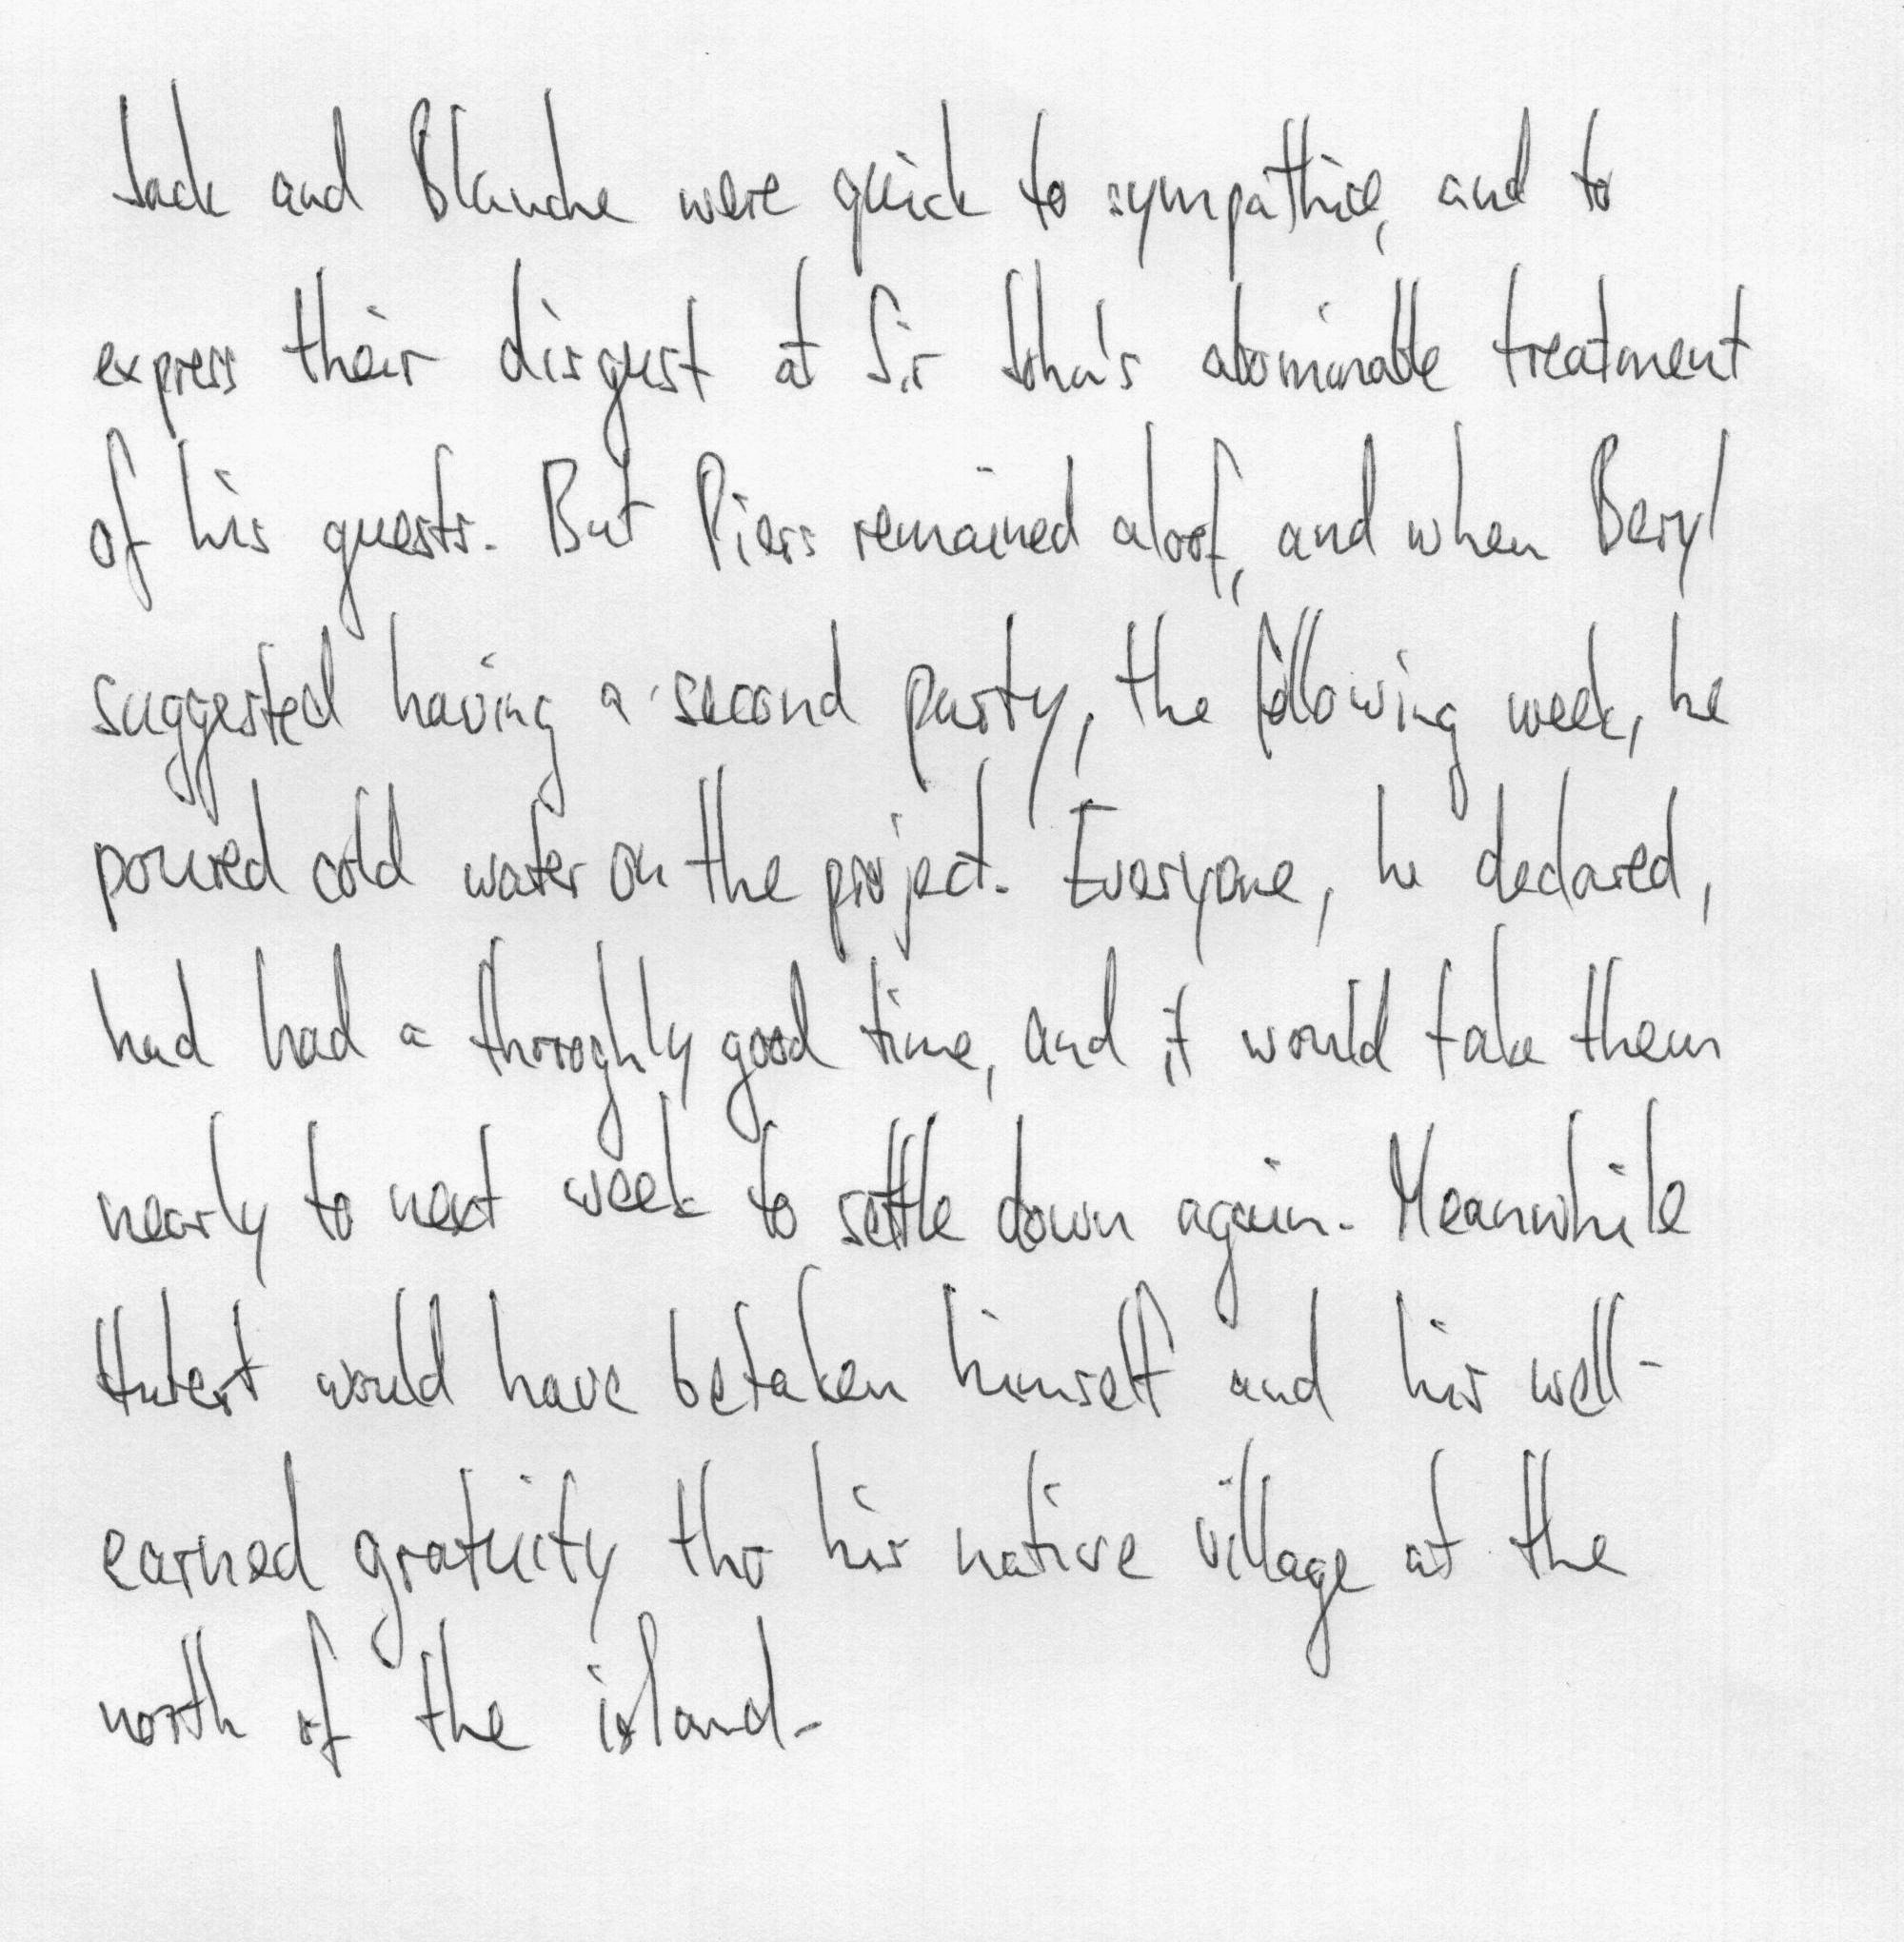 Jack and Blanche were quick to sympathise, and to
express their disgust at Sir John's abominable treatment
of his guests. But Piers remained aloof, and when Beryl
suggested having a second party, the following week, he
poured cold water on the project. Everyone, he declared,
had had a throroghly good time, and it would take them
nearly to next week to settle down again. Meanwhile
Hubert would have betaken himself and his well-
earned gratuity tho his native village at the
north of the island.